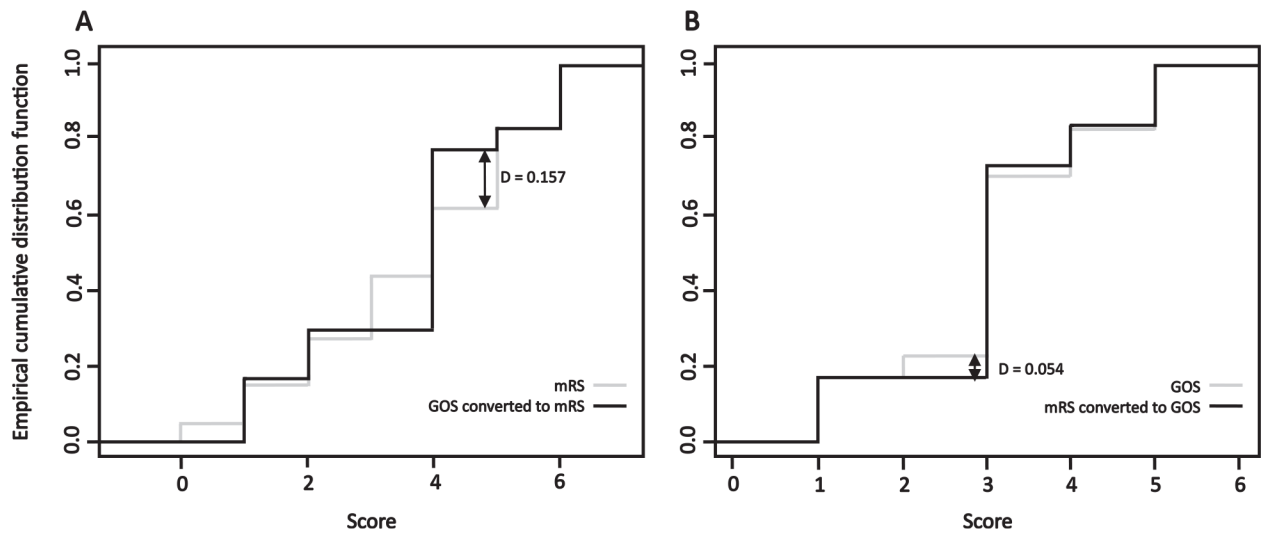 A
B
Empirical cumulative distribution function
1.0
0.8
0.6
0.4
0.2
0.0
D = 0.157
mRS
GOS converted to mRS
0 2 4 6
Score
1.0
0.8
0.6
0.4
0.2
0.0
D = 0.054
GOS
mRS converted to GOS
0 1 2 3 4 5 6
Score